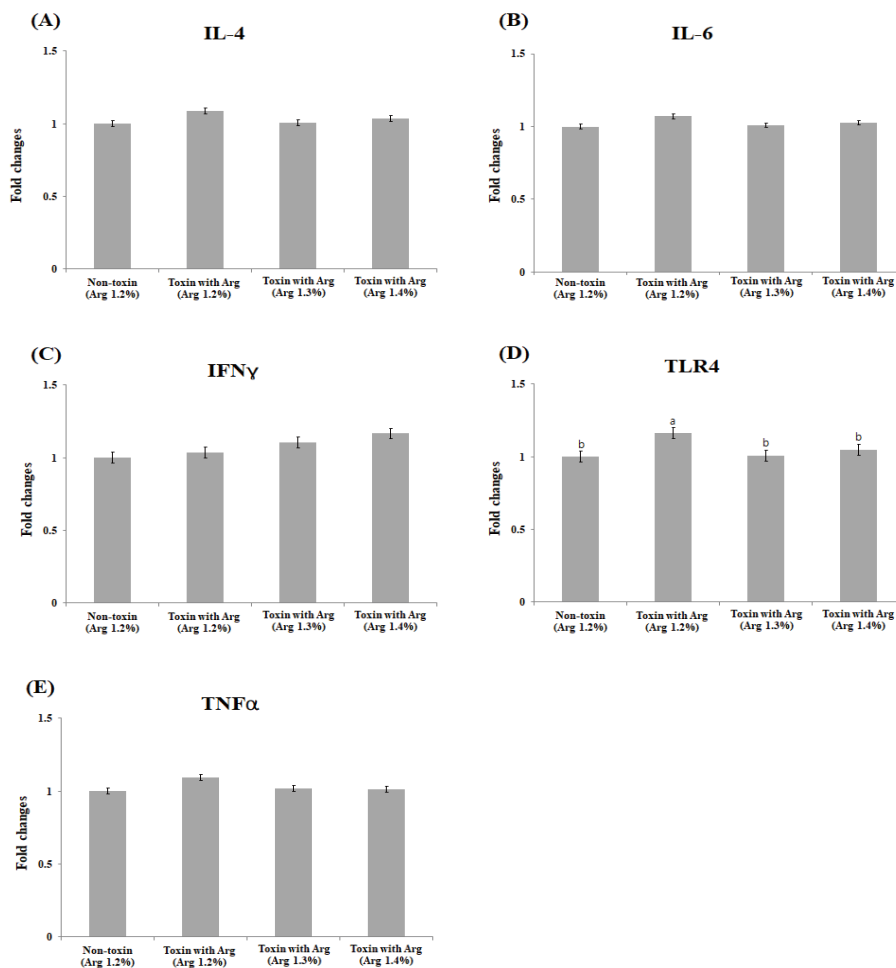 (A)
IL-4
Fold changes
1.5
1
0.5
0
Non-toxin Toxin with Arg Toxin with Arg Toxin with Arg
(Arg 1.2%) (Arg 1.2%) (Arg 1.3%) (Arg 1.4%)
(B)
IL-6
Fold changes
1.5
1
0.5
0
Non-toxin Toxin with Arg Toxin with Arg Toxin with Arg
(Arg 1.2%) (Arg 1.2%) (Arg 1.3%) (Arg 1.4%)
(C)
IFNɣ
Fold changes
1.5
1
0.5
0
Non-toxin Toxin with Arg Toxin with Arg Toxin with Arg
(Arg 1.2%) (Arg 1.2%) (Arg 1.3%) (Arg 1.4%)
(D)
TLR4
Fold changes
1.5
1
0.5
0
b a b b
Non-toxin Toxin with Arg Toxin with Arg Toxin with Arg
(Arg 1.2%) (Arg 1.2%) (Arg 1.3%) (Arg 1.4%)
(E)
TNFα
Fold changes
1.5
1
0.5
0
Non-toxin Toxin with Arg Toxin with Arg Toxin with Arg
(Arg 1.2%) (Arg 1.2%) (Arg 1.3%) (Arg 1.4%)